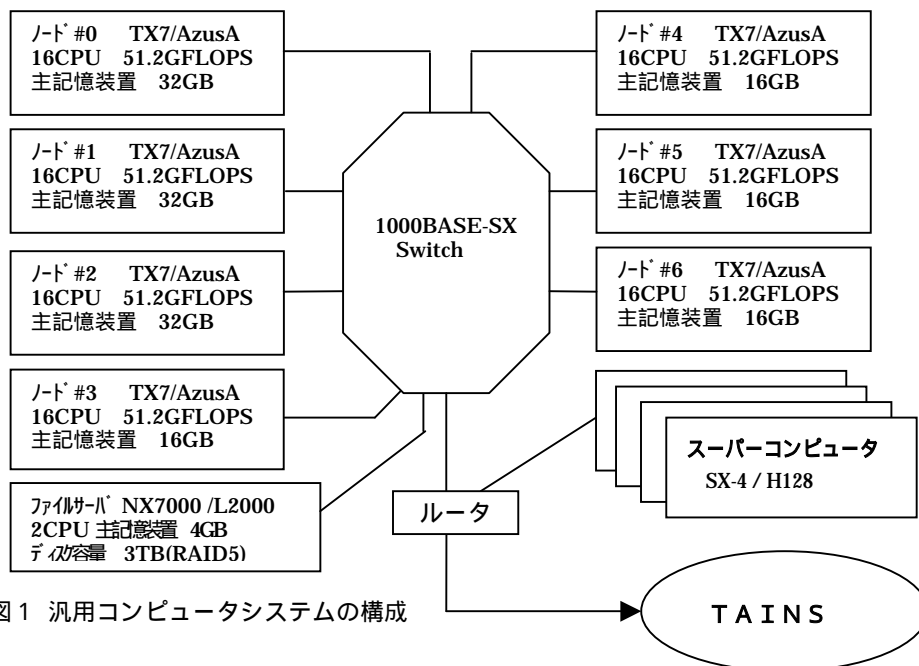 ノード #0 TX7/AzusA
16CPU 51.2GFLOPS
主記憶装置 32GB
ノード #1 TX7/AzusA
16CPU 51.2GFLOPS
主記憶装置 32GB
ノード #2 TX7/AzusA
16CPU 51.2GFLOPS
主記憶装置 32GB
ノード #3 TX7/AzusA
16CPU 51.2GFLOPS
主記憶装置 16GB
ファイルサーバ NX7000 /L2000
2CPU 主記憶装置 4GB
ディスク容量 3TB(RAID5)
1000BASE-SX
Switch
ノード #4 TX7/AzusA
16CPU 51.2GFLOPS
主記憶装置 16GB
ノード #5 TX7/AzusA
16CPU 51.2GFLOPS
主記憶装置 16GB
ノード #6 TX7/AzusA
16CPU 51.2GFLOPS
主記憶装置 16GB
スーパーコンピュータ
SX-4 / H128
ルータ
TAINS
図1 汎用コンピュータシステムの構成